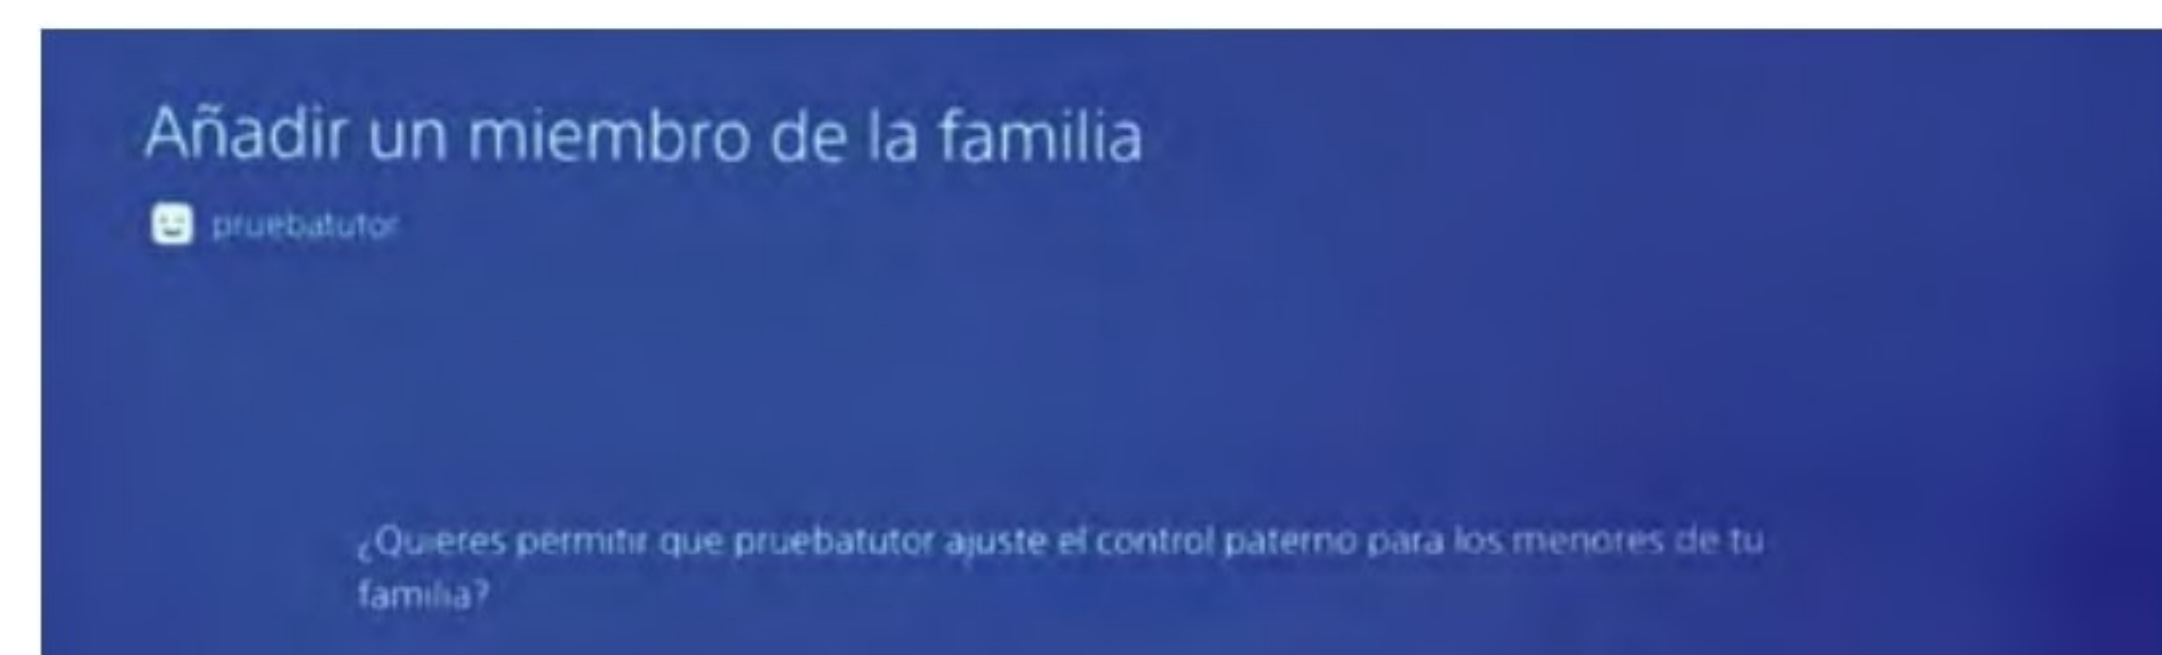 Añadir un miembro de la familia
pruebatutor
¿Quieres permitir que pruebatutor ajuste el control paterno para los menores de tu
familia?